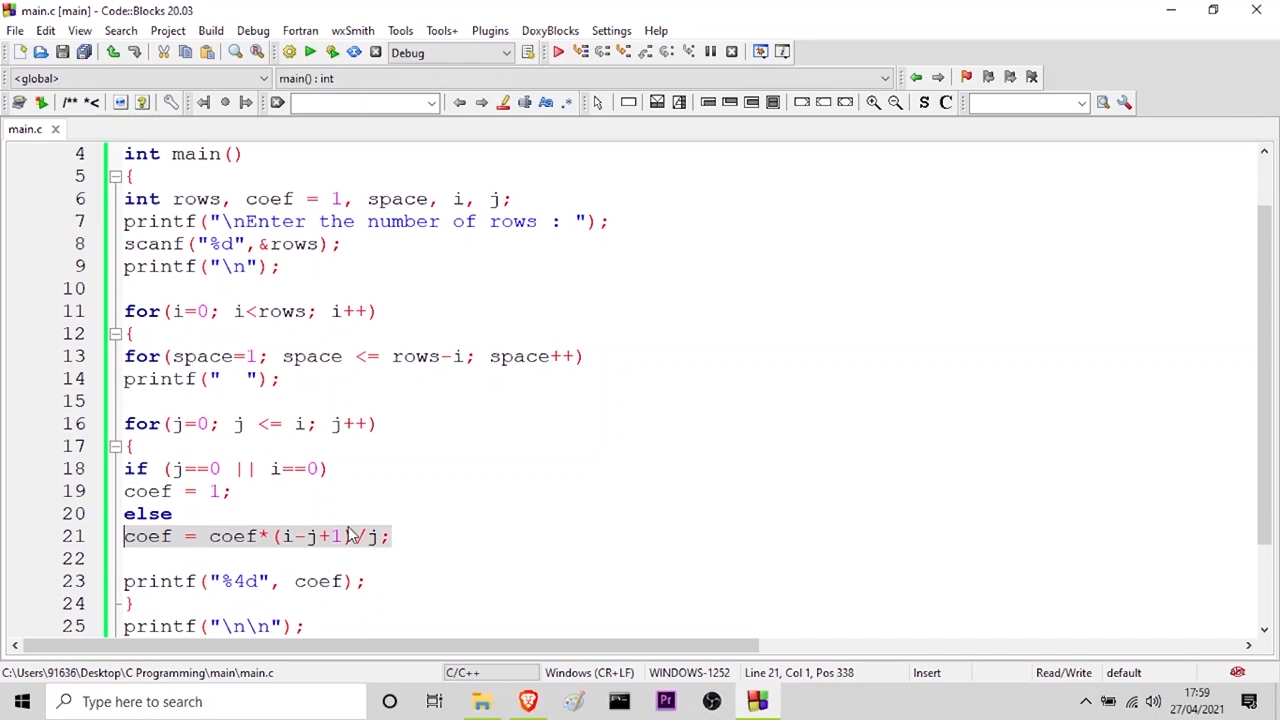 main.c [main] - Code::Blocks 20.03
File Edit View Search Project Build Debug Fortran wxSmith Tools Tools+ Plugins DoxyBlocks Settings Help
Debug
<global> main() : int
/** *< S C
main.c ×
4 int main()
5 {
6 int rows, coef = 1, space, i, j;
7 printf("\nEnter the number of rows : ");
8 scanf("%d",&rows);
9 printf("\n");
10
11 for(i=0; i<rows; i++)
12 {
13 for(space=1; space <= rows-i; space++)
14 printf("  ");
15
16 for(j=0; j <= i; j++)
17 {
18 if (j==0 || i==0)
19 coef = 1;
20 else
21 coef = coef*(i-j+1)/j;
22
23 printf("%4d", coef);
24 }
25 printf("\n\n");
C:\Users\91636\Desktop\C Programming\main\main.c C/C++ Windows (CR+LF) WINDOWS-1252 Line 21, Col 1, Pos 338 Insert Read/Write default
Type here to search
Pr
17:59
27/04/2021